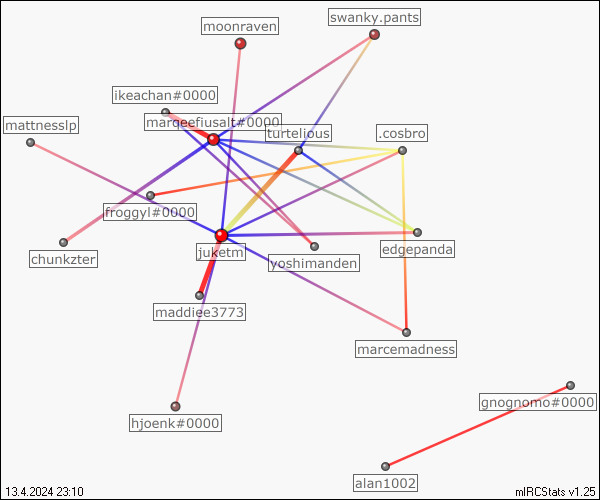 swanky.pants
moonraven
ikeachan#0000
marqeefiusalt#0000
mattnesslp
turtelious
.cosbro
froggyl#0000
juketm
edgepanda
chunkzter
yoshimanden
maddiee3773
marcemadness
gnognomo#0000
hjoenk#0000
alan1002
13.4.2024 23:10
mIRCStats v1.25